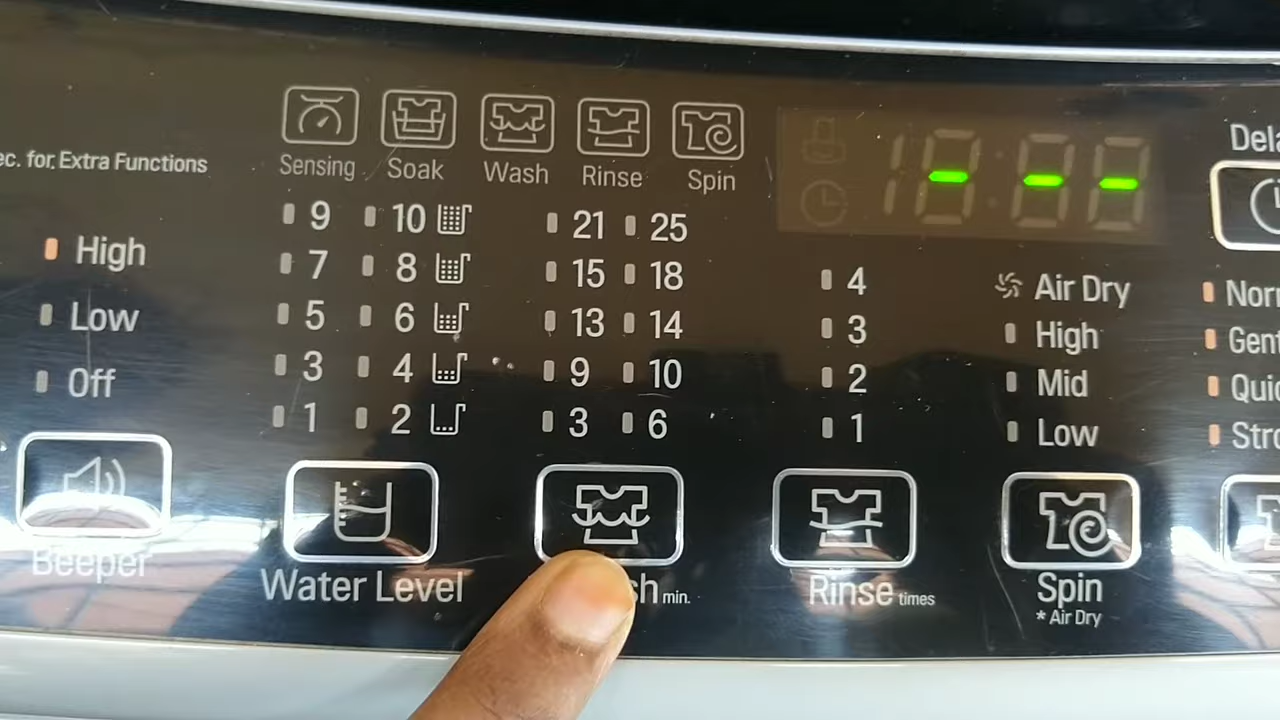 ec. for Extra Functions
Sensing Soak Wash Rinse Spin
High
Low
Off
9 10
7 8
5 6
3 4
1 2
21 25
15 18
13 14
9 10
3 6
4
3
2
1
Air Dry
High
Mid
Low
Beeper
Water Level
sh min.
Rinse times
Spin
* Air Dry
Dela
Norn
Gent
Quic
Stro